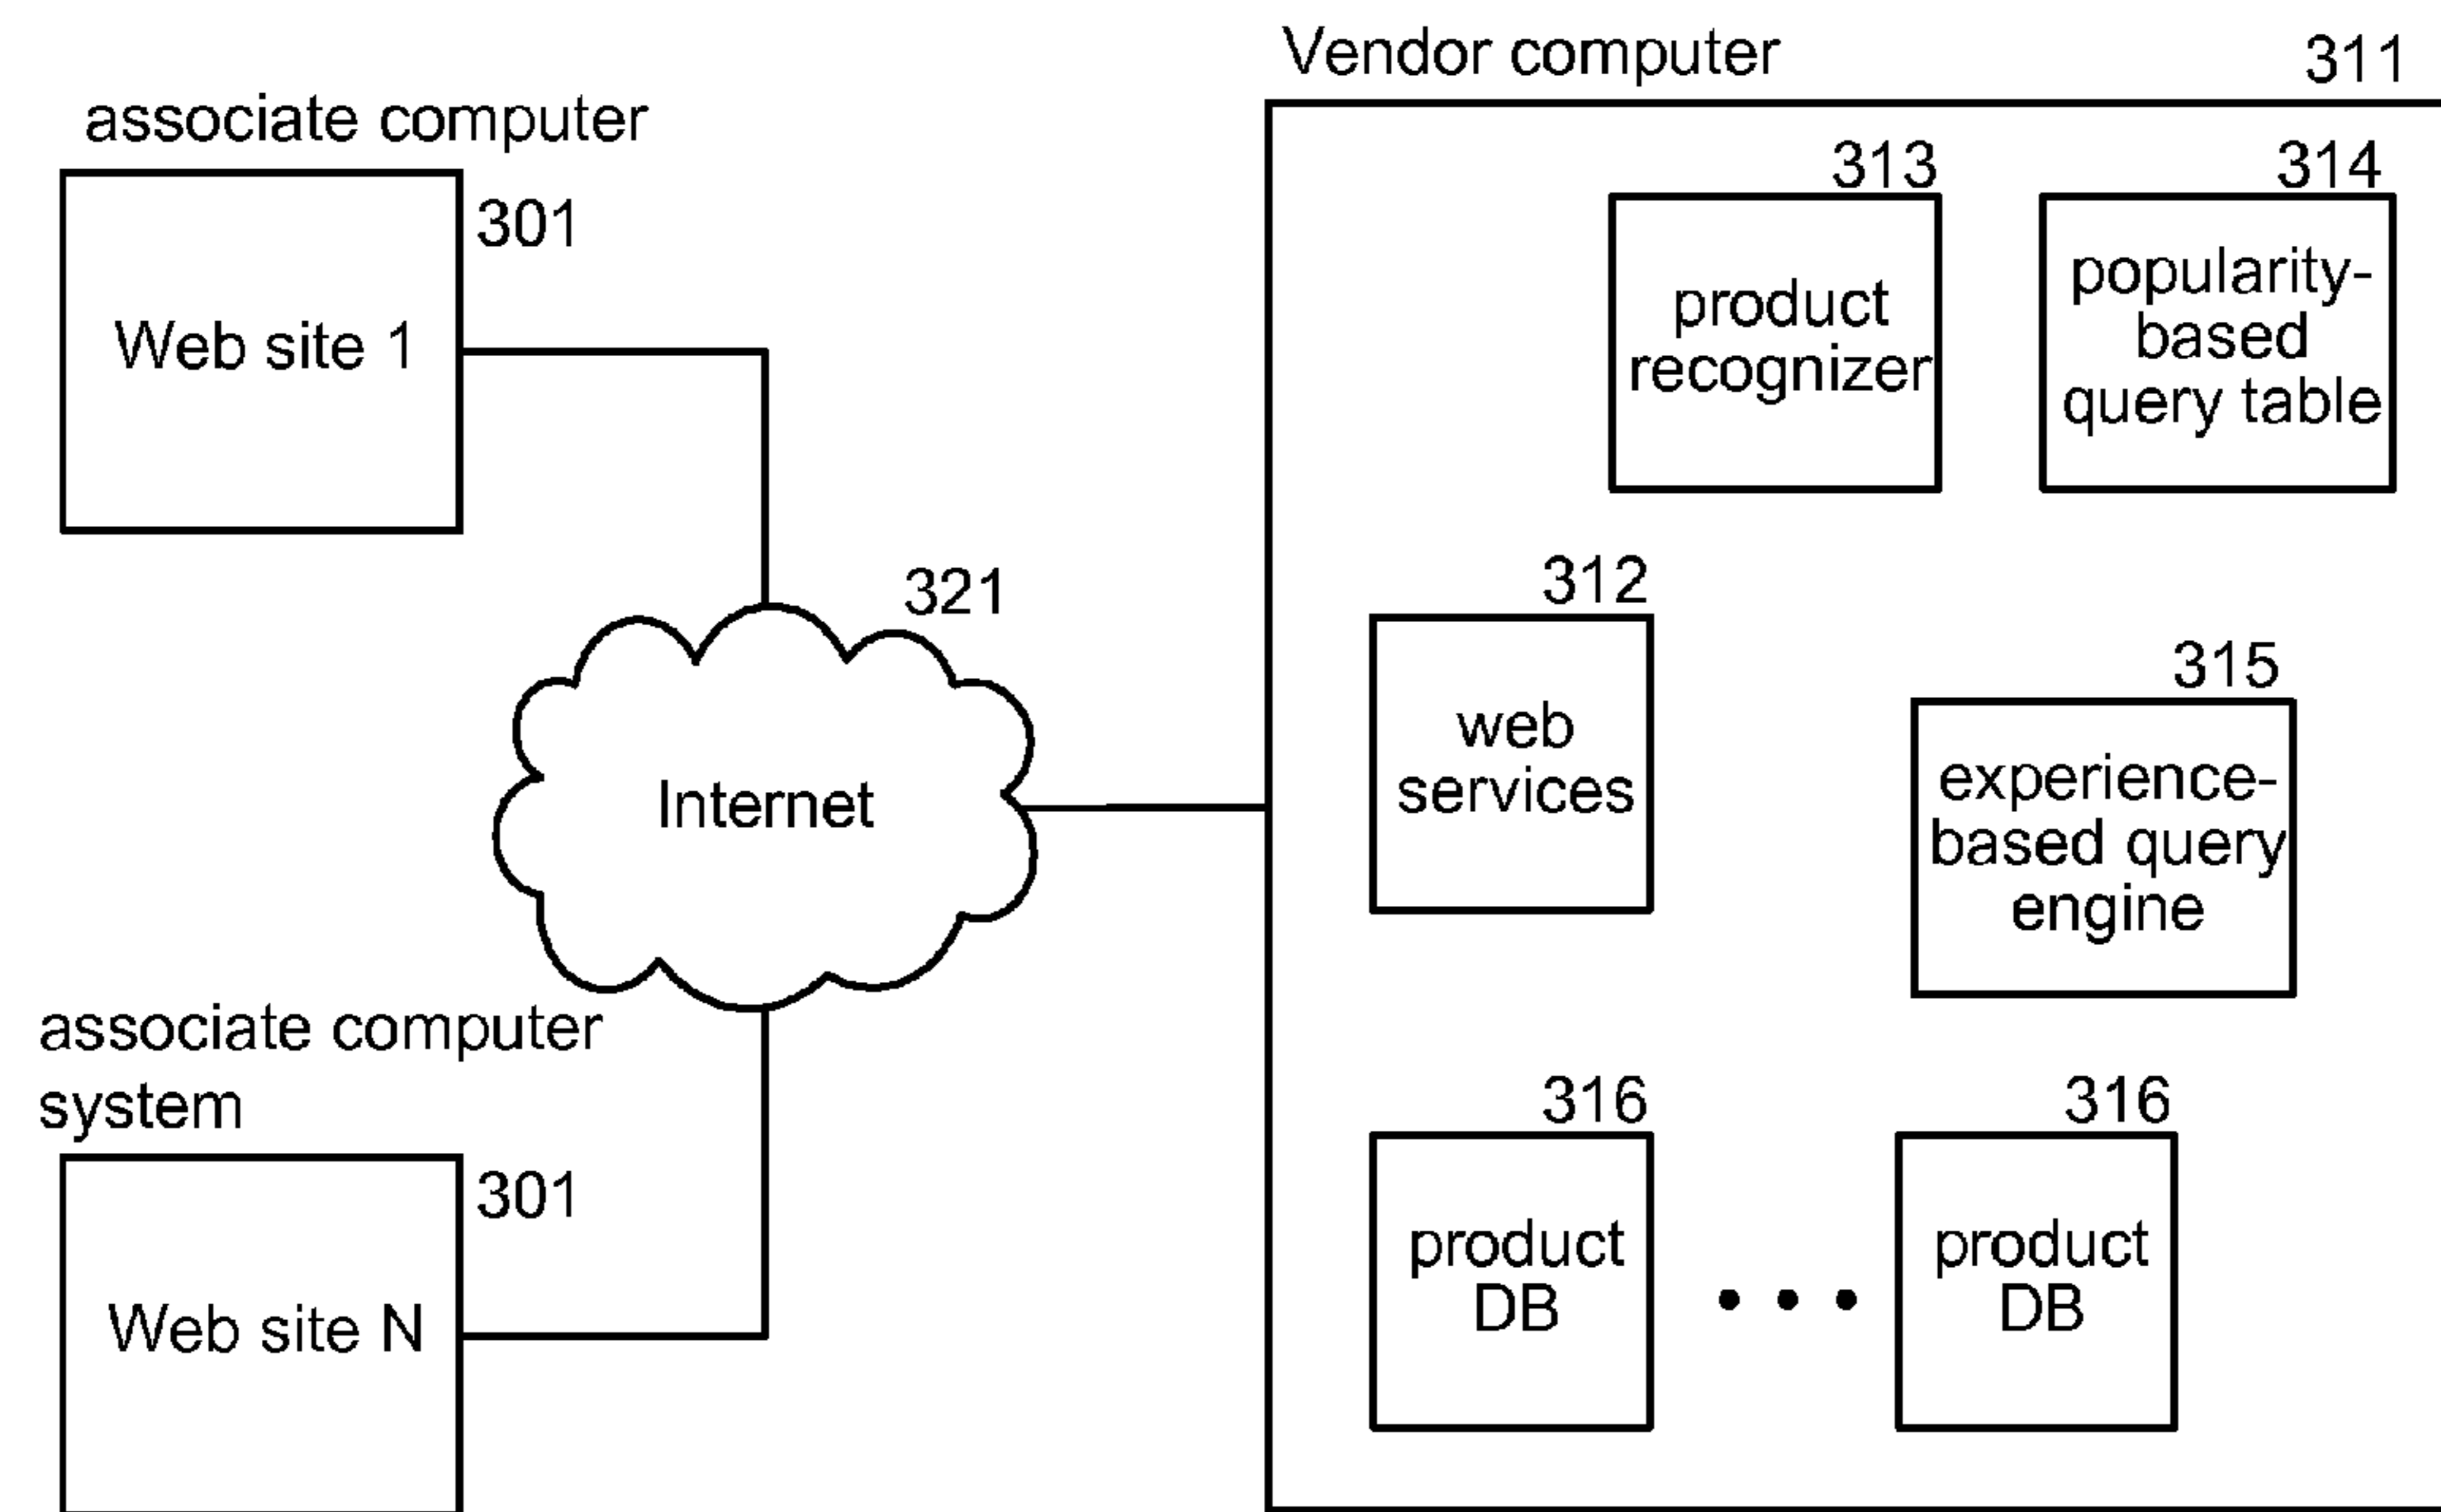 associate computer
301
Web site 1
321
Internet
associate computer
system
301
Web site N
Vendor computer
311
313
product
recognizer
314
popularity-
based
query table
312
web
services
315
experience-
based query
engine
316
product
DB
• • •
316
product
DB